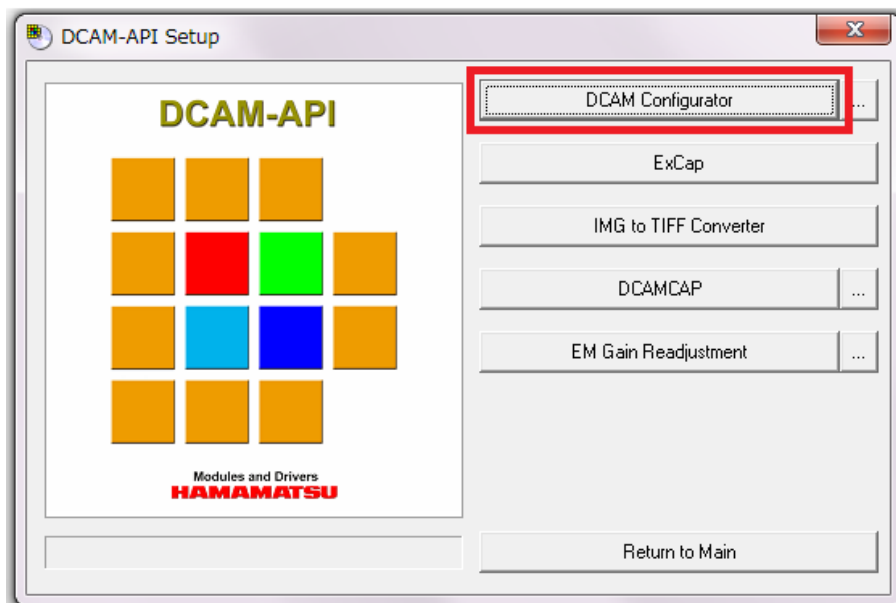 DCAM-API Setup
DCAM-API
Modules and Drivers
HAMAMATSU
DCAM Configurator
...
ExCap
IMG to TIFF Converter
DCAMCAP
...
EM Gain Readjustment
...
Return to Main